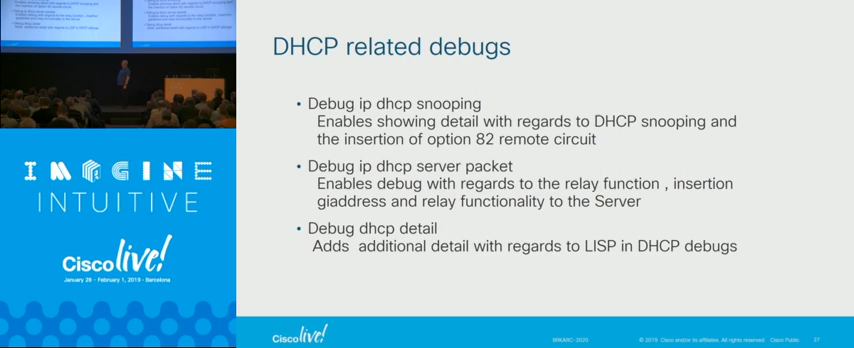 DHCP related debugs
• Debug ip dhcp snooping
Enables showing detail with regards to DHCP snooping and
the insertion of option 82 remote circuit
• Debug ip dhcp server packet
Enables debug with regards to the relay function , insertion
giaddress and relay functionality to the Server
• Debug dhcp detail
Adds additional detail with regards to LISP in DHCP debugs
IMAGINE
INTUITIVE
Cisco live!
January 28 - February 1, 2019 - Barcelona
Cisco live!
BRKARC-2020
© 2019 Cisco and/or its affiliates. All rights reserved. Cisco Public